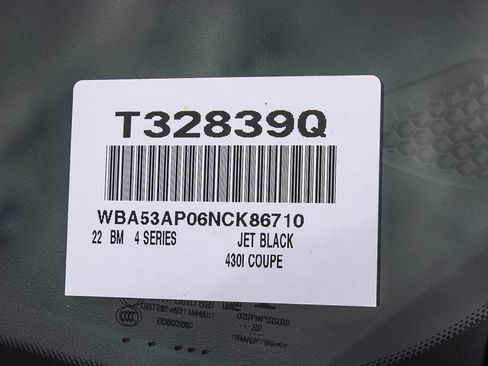 T32839Q
WBA53AP06NCK86710
22 BM 4 SERIES JET BLACK
430I COUPE